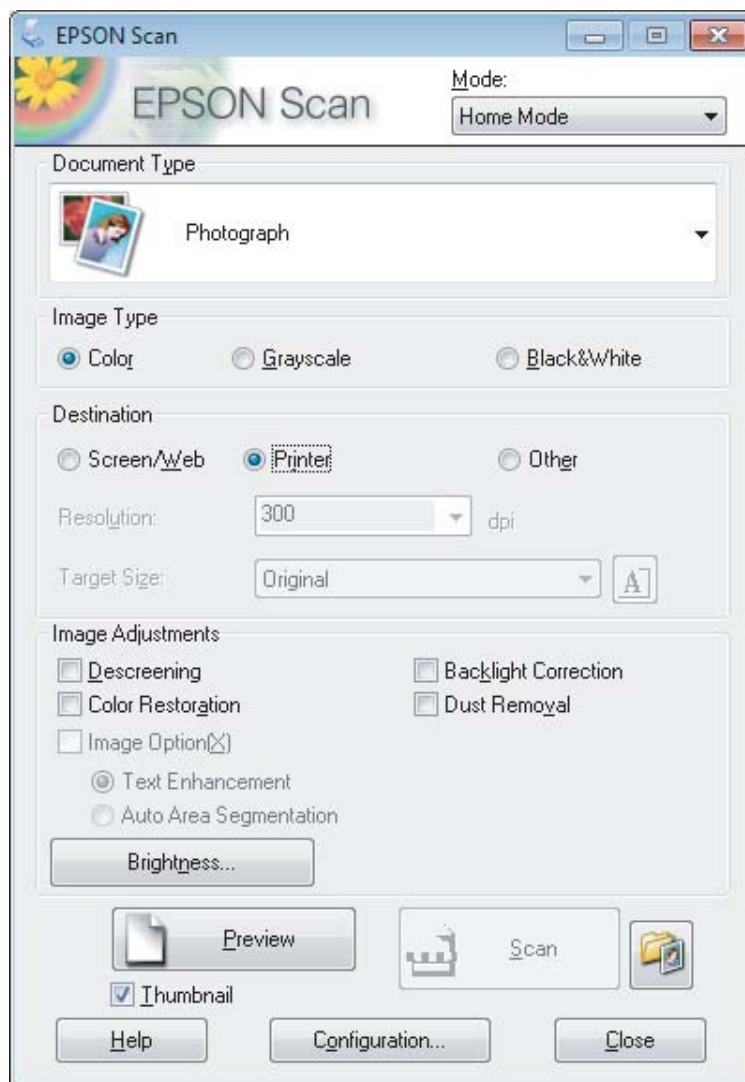 EPSON Scan
EPSON Scan
Mode:
Home Mode
Document Type
Photograph
Image Type
Color Grayscale Black&White
Destination
Screen/Web Printer Other
Resolution: 300 dpi
Target Size: Original A
Image Adjustments
Descreening Backlight Correction
Color Restoration Dust Removal
Image Option(X)
Text Enhancement
Auto Area Segmentation
Brightness...
Preview Scan
Thumbnail
Help Configuration... Close